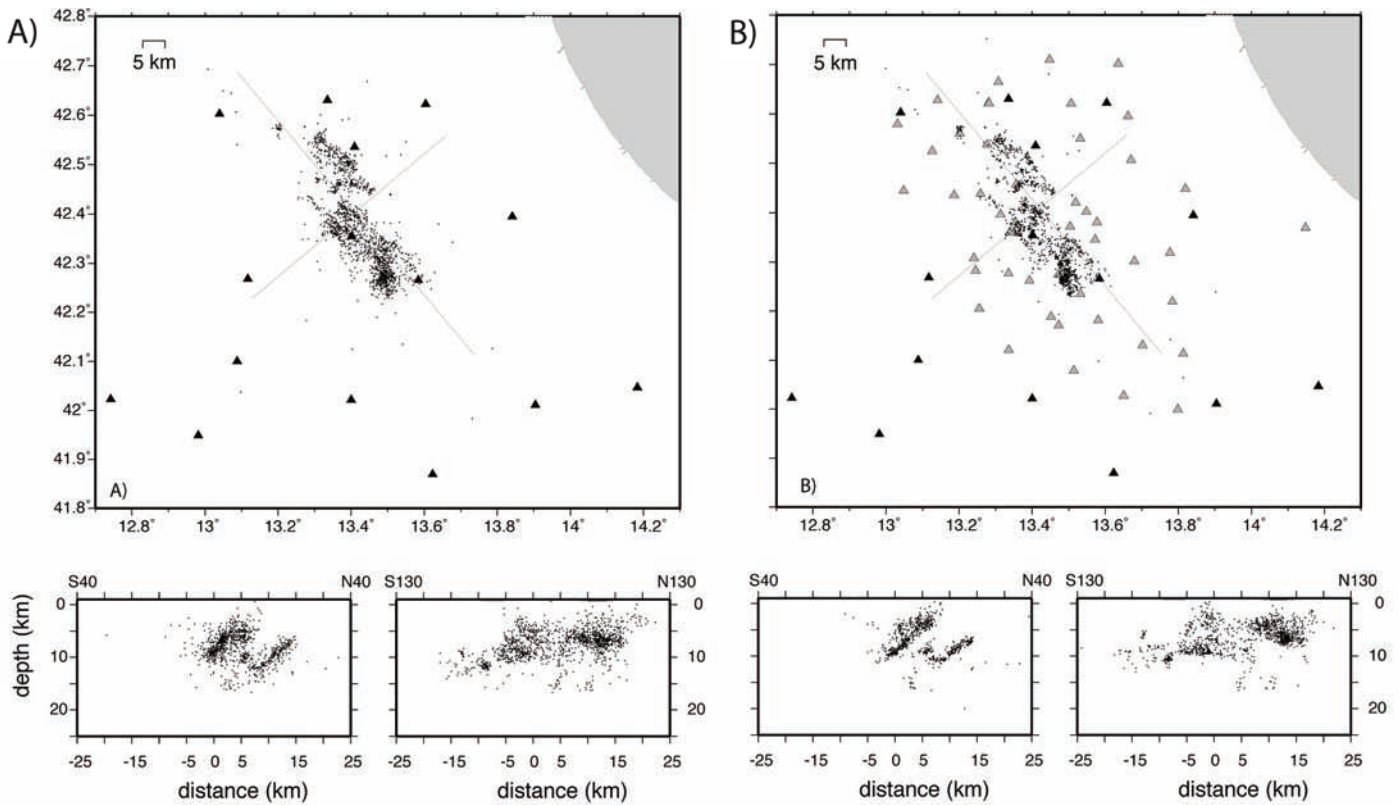 A)
B)
42.8°
42.7°
42.6°
42.5°
42.4°
42.3°
42.2°
42.1°
42°
41.9°
41.8°
5 km
5 km
A)
B)
12.8° 13° 13.2° 13.4° 13.6° 13.8° 14° 14.2°
12.8° 13° 13.2° 13.4° 13.6° 13.8° 14° 14.2°
S40 N40 S130 N130
S40 N40 S130 N130
depth (km)
0
10
20
0
10
20
0
10
20
-25 -15 -5 0 5 15 25
-15 -5 0 5 15 25
-25 -15 -5 0 5 15 25
-25 -15 -5 0 5 15 25
distance (km)
distance (km)
distance (km)
distance (km)